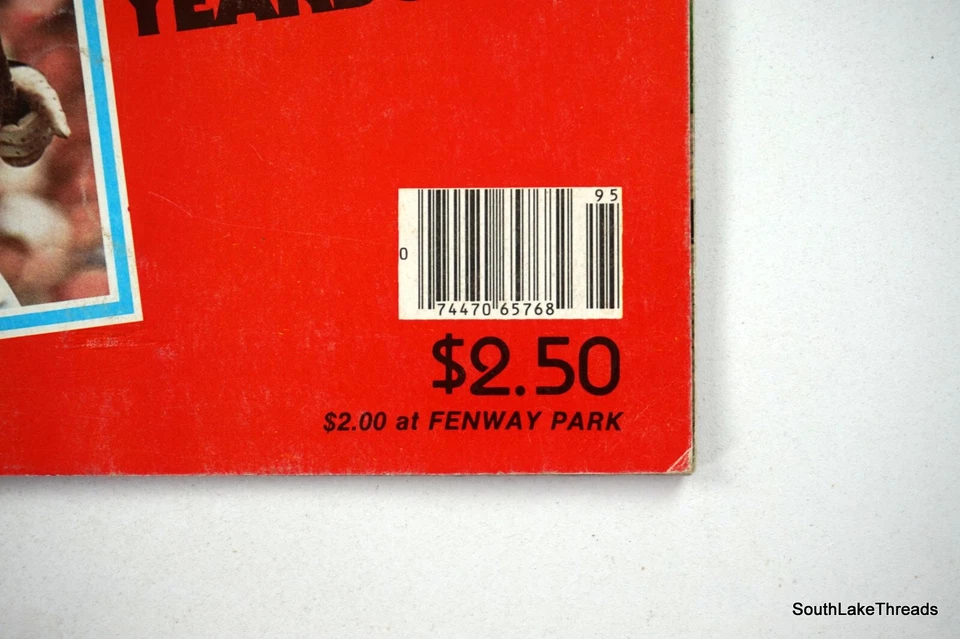 95
0
74470 65768
$2.50
$2.00 at FENWAY PARK
SouthLakeThreads